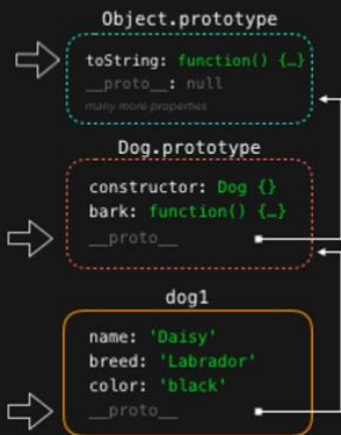 Object.prototype
toString: function() {…}
__proto__: null
many more properties
Dog.prototype
constructor: Dog {}
bark: function() {…}
__proto__
dog1
name: 'Daisy'
breed: 'Labrador'
color: 'black'
__proto__